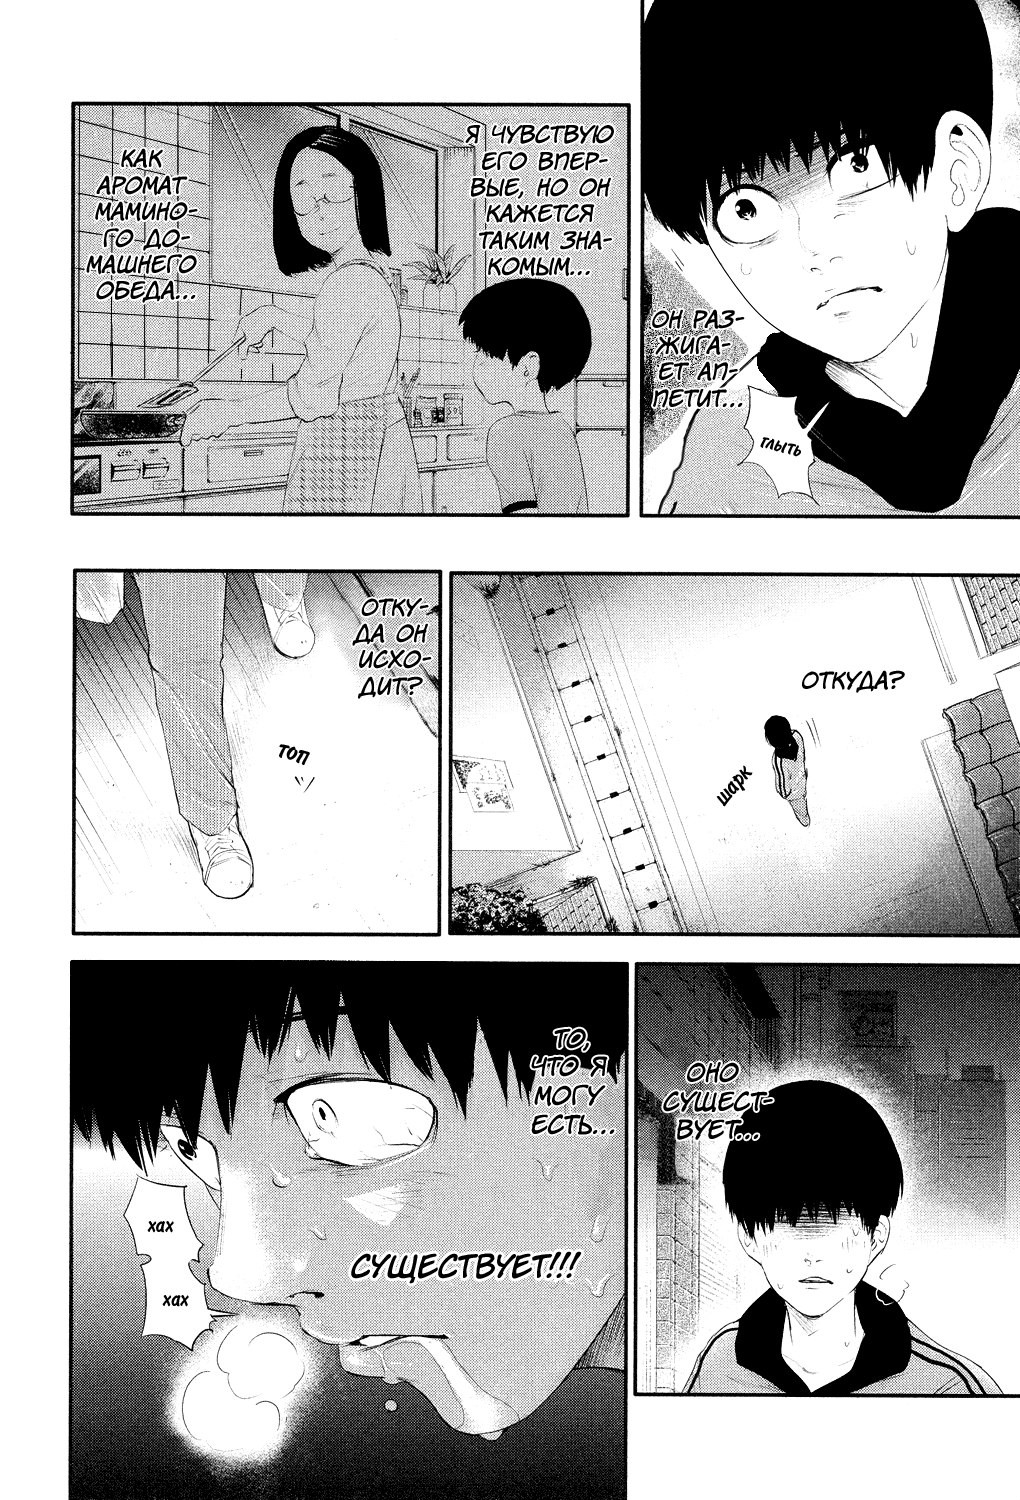 ОН РАЗ-
ЖИГА-
ЕТ АП-
ПЕТИТ...
ГЛЫТЬ
Я ЧУВСТВУЮ
ЕГО ВПЕР-
ВЫЕ, НО ОН
КАЖЕТСЯ
ТАКИМ ЗНА-
КОМЫМ...
КАК
АРОМАТ
МАМИНО-
ГО ДО-
МАШНЕГО
ОБЕДА...
ОТКУДА?
ШАРК
ОТКУ-
ДА ОН
ИСХО-
ДИТ?
ТОП
ОНО
СУЩЕСТ-
ВУЕТ...
ТО,
ЧТО Я
МОГУ
ЕСТЬ...
СУЩЕСТВУЕТ!!!
ХАХ
ХАХ